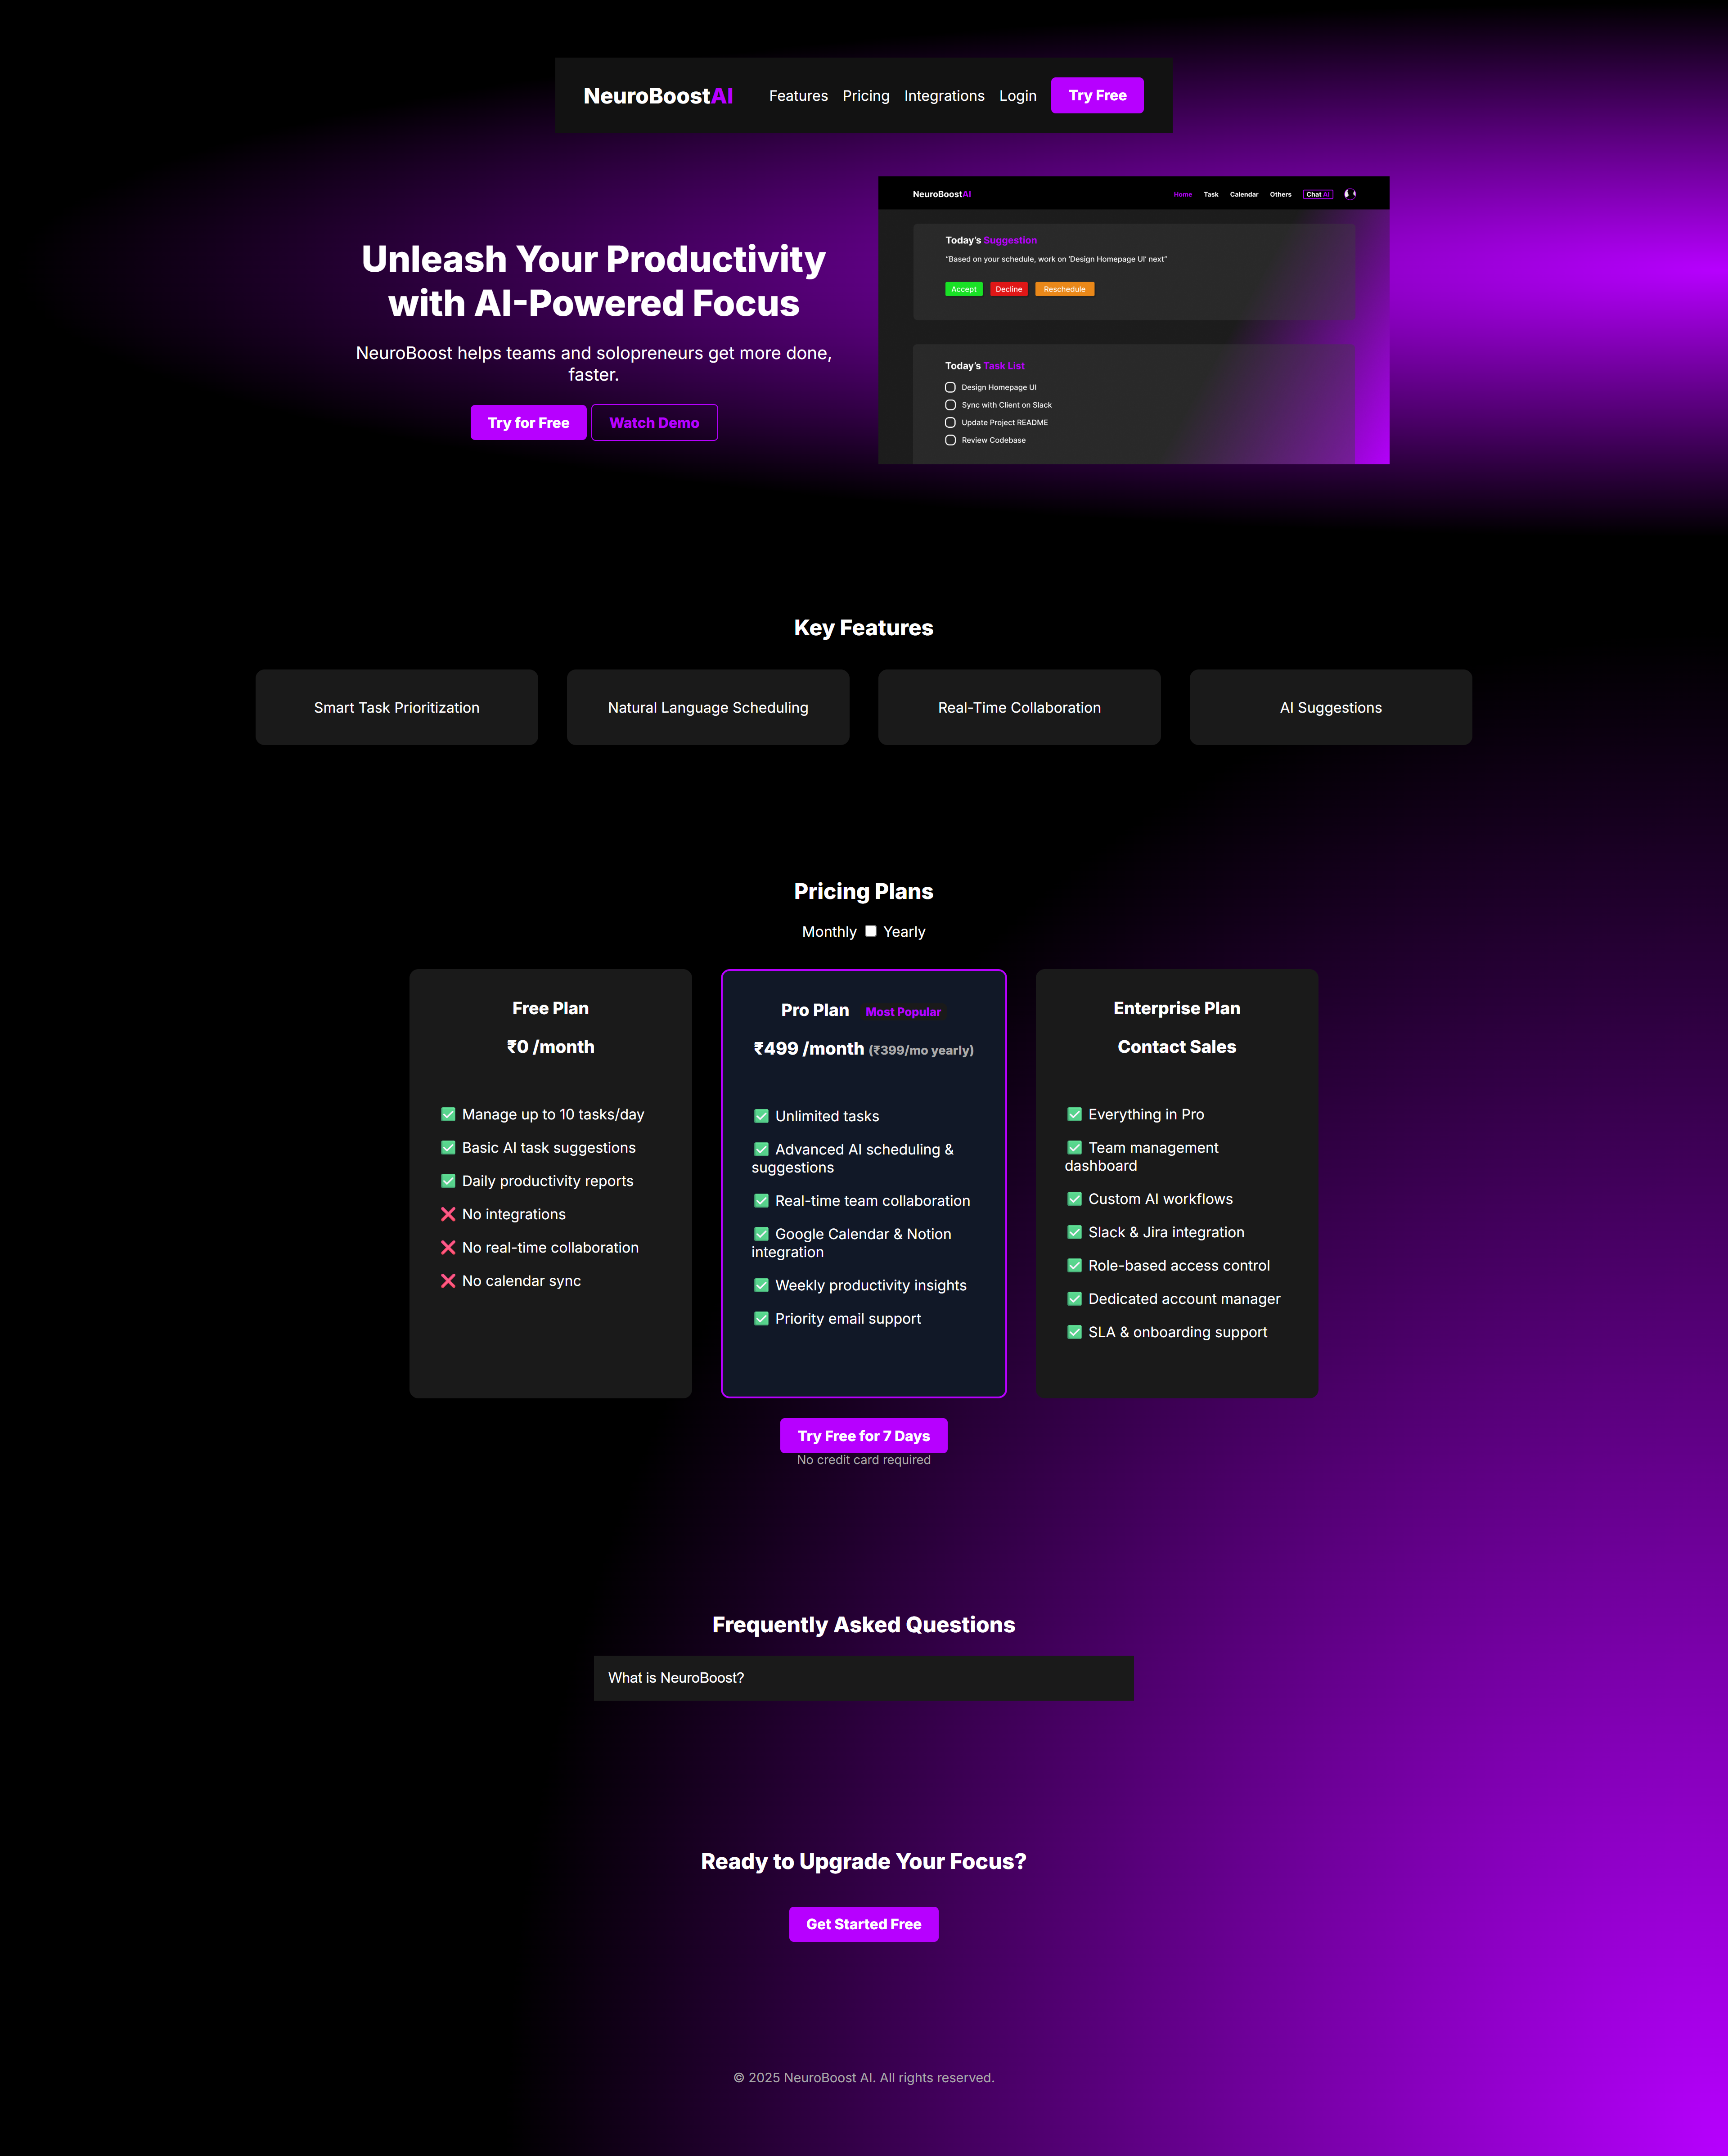 NeuroBoostAI
Features Pricing Integrations Login Try Free
NeuroBoostAI
Home Task Calendar Others Chat AI
Today's Suggestion
"Based on your schedule, work on 'Design Homepage UI' next"
Accept Decline Reschedule
Today's Task List
Design Homepage UI
Sync with Client on Slack
Update Project README
Review Codebase
Unleash Your Productivity
with AI-Powered Focus
NeuroBoost helps teams and solopreneurs get more done,
faster.
Try for Free Watch Demo
Key Features
Smart Task Prioritization
Natural Language Scheduling
Real-Time Collaboration
AI Suggestions
Pricing Plans
Monthly Yearly
Free Plan
₹0 /month
✅ Manage up to 10 tasks/day
✅ Basic AI task suggestions
✅ Daily productivity reports
❌ No integrations
❌ No real-time collaboration
❌ No calendar sync
Pro Plan Most Popular
₹499 /month (₹399/mo yearly)
✅ Unlimited tasks
✅ Advanced AI scheduling &
suggestions
✅ Real-time team collaboration
✅ Google Calendar & Notion
integration
✅ Weekly productivity insights
✅ Priority email support
Enterprise Plan
Contact Sales
✅ Everything in Pro
✅ Team management
dashboard
✅ Custom AI workflows
✅ Slack & Jira integration
✅ Role-based access control
✅ Dedicated account manager
✅ SLA & onboarding support
Try Free for 7 Days
No credit card required
Frequently Asked Questions
What is NeuroBoost?
Ready to Upgrade Your Focus?
Get Started Free
© 2025 NeuroBoost AI. All rights reserved.